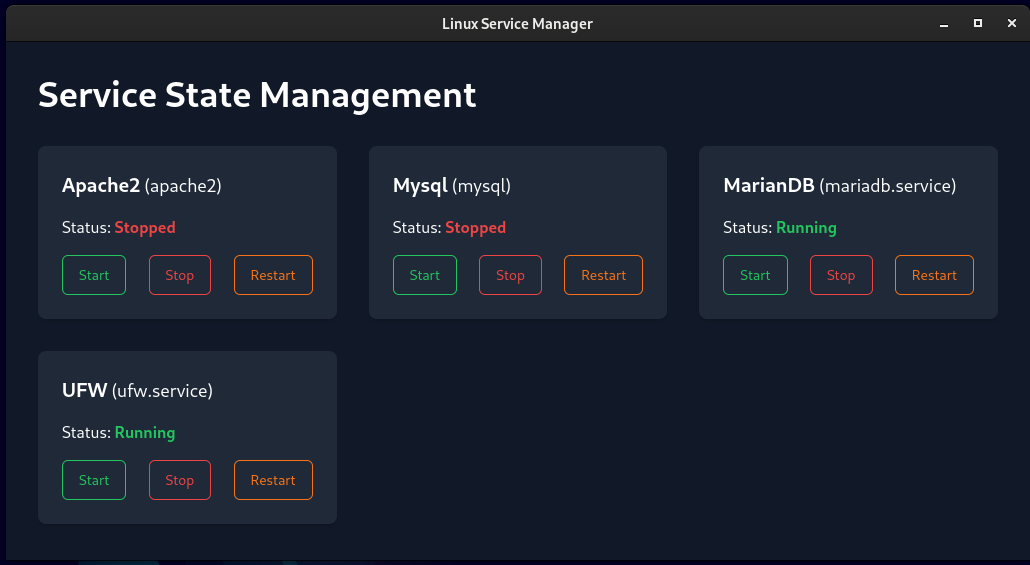 Linux Service Manager
Service State Management
Apache2 (apache2)
Status: Stopped
Start Stop Restart
Mysql (mysql)
Status: Stopped
Start Stop Restart
MarianDB (mariadb.service)
Status: Running
Start Stop Restart
UFW (ufw.service)
Status: Running
Start Stop Restart